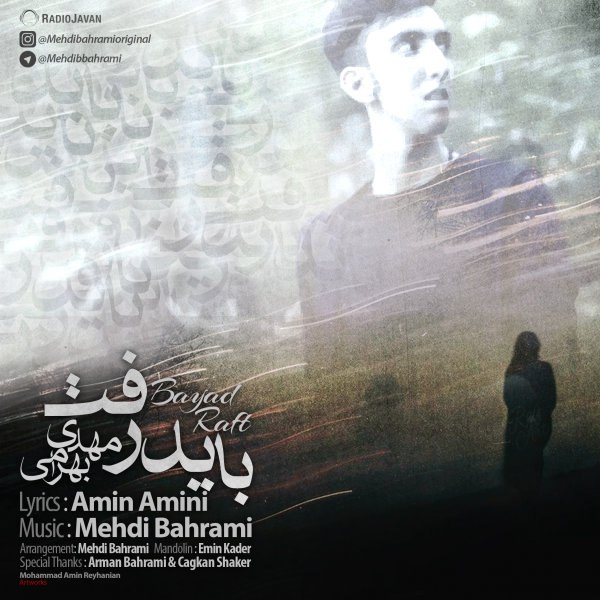 RADIOJAVAN
@Mehdibahramioriginal
@Mehdibbahrami
باید رفت
Bayad
Raft
مهدی
بهرامی
Lyrics : Amin Amini
Music : Mehdi Bahrami
Arrangement: Mehdi Bahrami Mandolin : Emin Kader
Special Thanks : Arman Bahrami & Cagkan Shaker
Mohammad Amin Reyhanian
Artworks